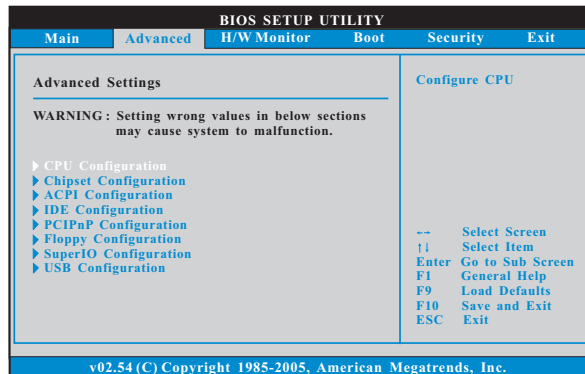 BIOS SETUP UTILITY
Main Advanced H/W Monitor Boot Security Exit
Advanced Settings
WARNING : Setting wrong values in below sections
may cause system to malfunction.
CPU Configuration
Chipset Configuration
ACPI Configuration
IDE Configuration
PCIPnP Configuration
Floppy Configuration
SuperIO Configuration
USB Configuration
Configure CPU
←→ Select Screen
↑↓ Select Item
Enter Go to Sub Screen
F1 General Help
F9 Load Defaults
F10 Save and Exit
ESC Exit
v02.54 (C) Copyright 1985-2005, American Megatrends, Inc.